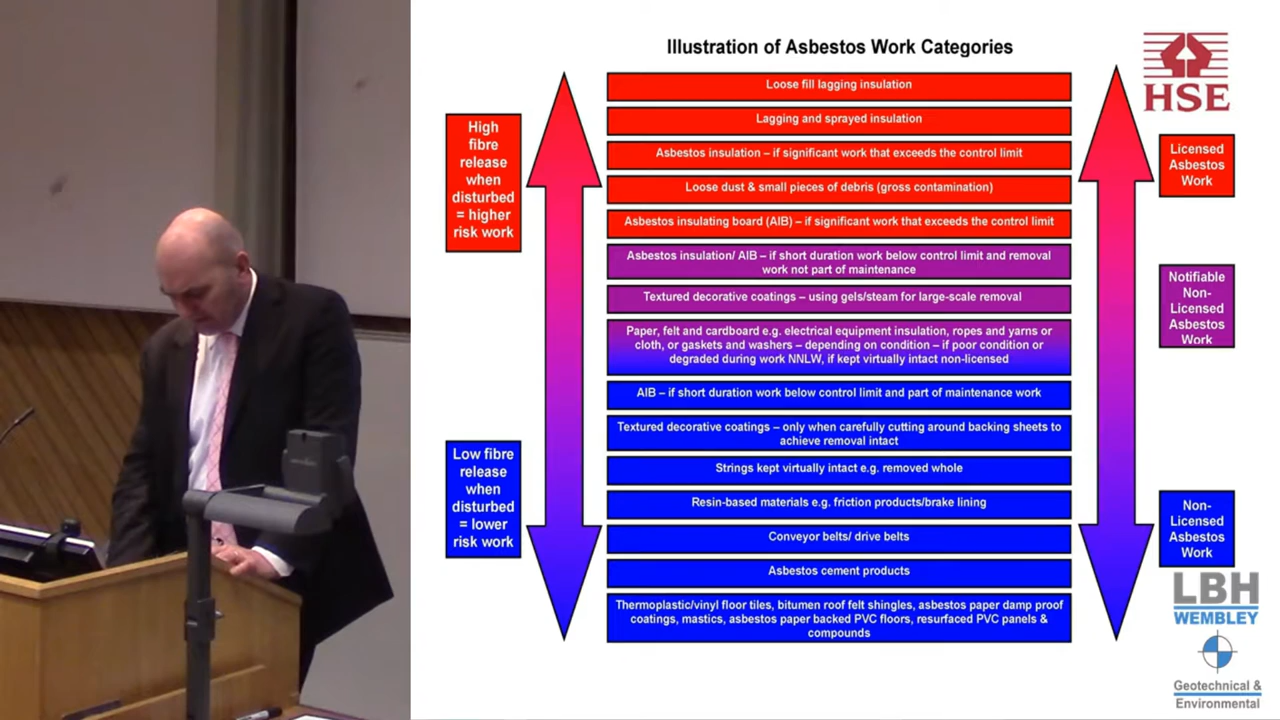 Illustration of Asbestos Work Categories
HSE
High
fibre
release
when
disturbed
= higher
risk work
Low fibre
release
when
disturbed
= lower
risk work
Loose fill lagging insulation
Lagging and sprayed insulation
Asbestos insulation – if significant work that exceeds the control limit
Loose dust & small pieces of debris (gross contamination)
Asbestos insulating board (AIB) – if significant work that exceeds the control limit
Asbestos insulation/ AIB – if short duration work below control limit and removal
work not part of maintenance
Textured decorative coatings – using gels/steam for large-scale removal
Paper, felt and cardboard e.g. electrical equipment insulation, ropes and yarns or
cloth, or gaskets and washers – depending on condition – if poor condition or
degraded during work NNLW, if kept virtually intact non-licensed
AIB – if short duration work below control limit and part of maintenance work
Textured decorative coatings – only when carefully cutting around backing sheets to
achieve removal intact
Strings kept virtually intact e.g. removed whole
Resin-based materials e.g. friction products/brake lining
Conveyor belts/ drive belts
Asbestos cement products
Thermoplastic/vinyl floor tiles, bitumen roof felt shingles, asbestos paper damp proof
coatings, mastics, asbestos paper backed PVC floors, resurfaced PVC panels &
compounds
Licensed
Asbestos
Work
Notifiable
Non-
Licensed
Asbestos
Work
Non-
Licensed
Asbestos
Work
LBH
WEMBLEY
Geotechnical &
Environmental